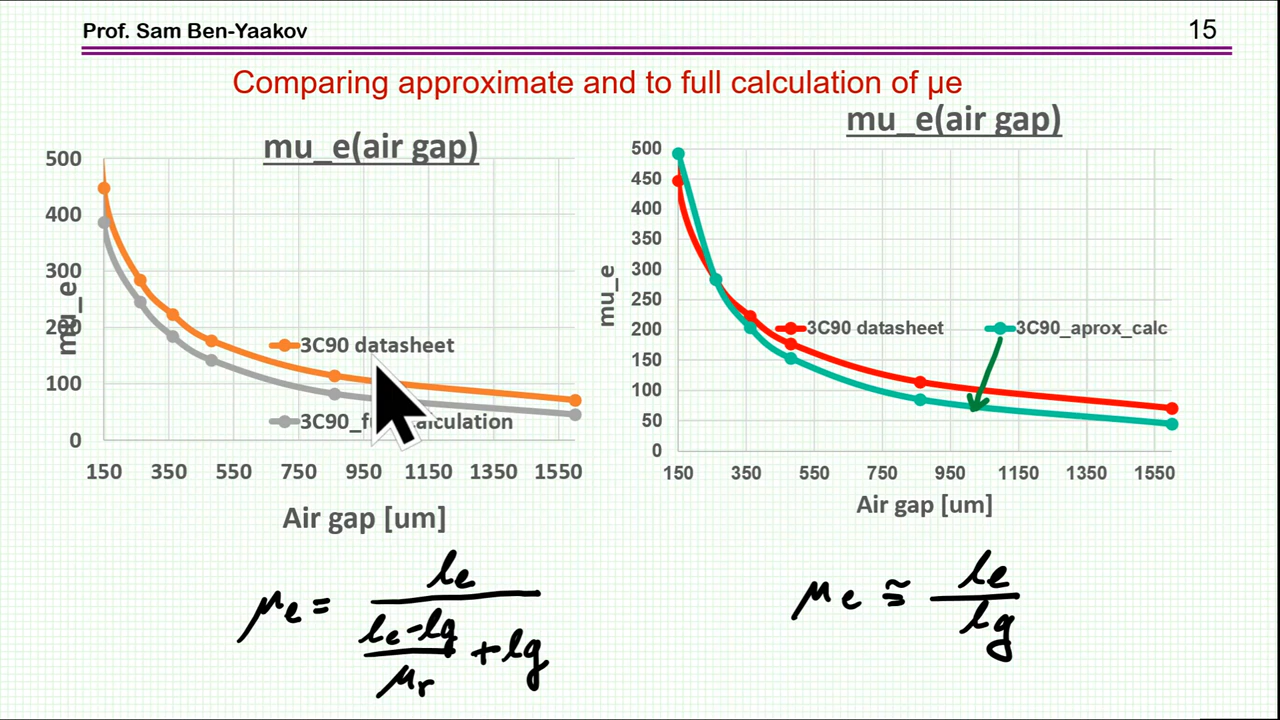 Prof. Sam Ben-Yaakov
15
Comparing approximate and to full calculation of µe
mu_e(air gap)
500
400
300
200
100
0
mu_e
3C90 datasheet
3C90_fu calculation
150 350 550 750 950 1150 1350 1550
Air gap [um]
mu_e(air gap)
500
450
400
350
300
250
200
150
100
50
0
mu_e
3C90 datasheet
3C90_aprox_calc
150 350 550 750 950 1150 1350 1550
Air gap [um]
μe = le / ((le - lg)/μr + lg)
μe ≅ le / lg